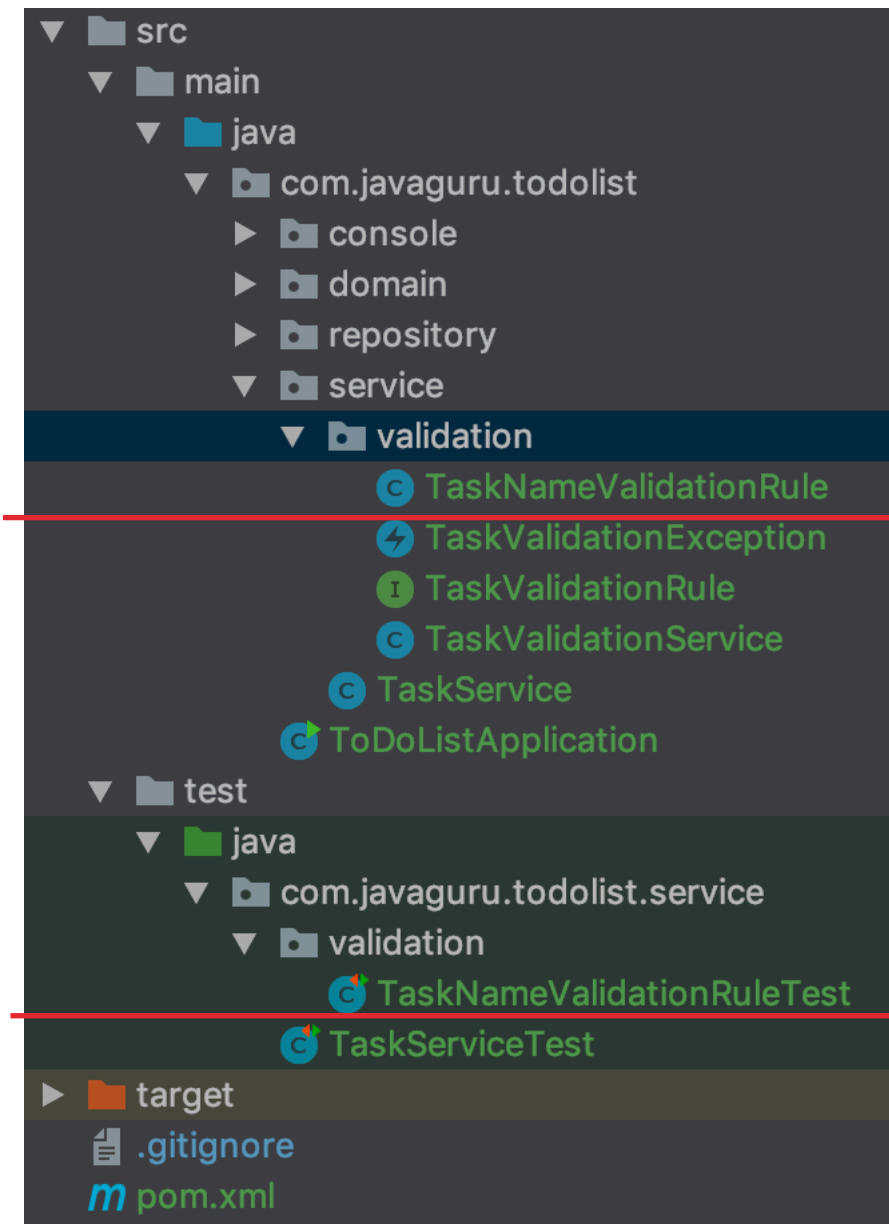 src
main
java
com.javaguru.todolist
console
domain
repository
service
validation
TaskNameValidationRule
TaskValidationException
TaskValidationRule
TaskValidationService
TaskService
ToDoListApplication
test
java
com.javaguru.todolist.service
validation
TaskNameValidationRuleTest
TaskServiceTest
target
.gitignore
pom.xml